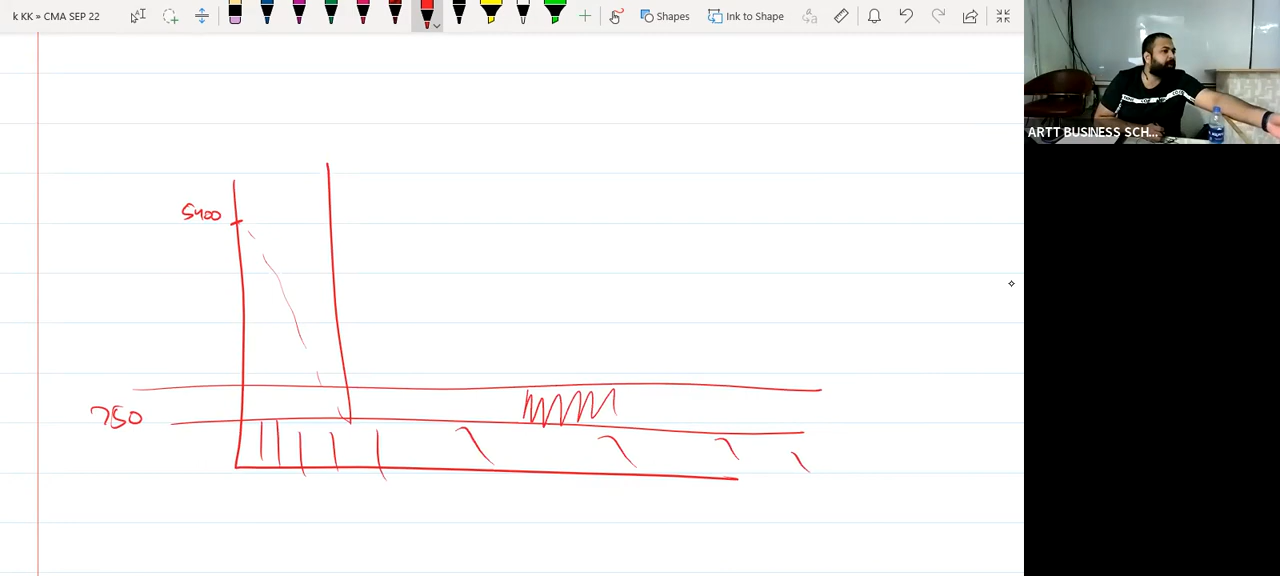 k KK » CMA SEP 22
Shapes
Ink to Shape
ARTT BUSINESS SCH...
5400
750